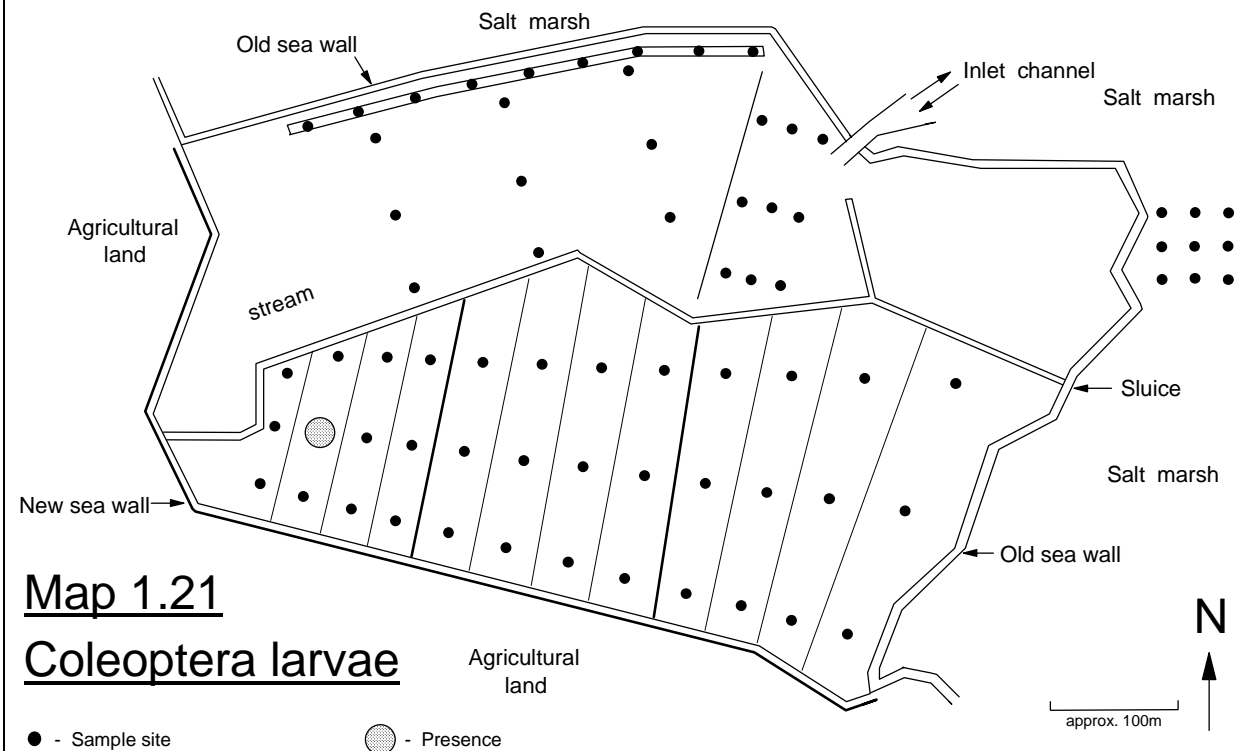 Salt marsh
Old sea wall
Inlet channel
Salt marsh
Agricultural
land
stream
Sluice
Salt marsh
New sea wall
Old sea wall
Map 1.21
Coleoptera larvae
Agricultural
land
N
approx. 100m
- Sample site
- Presence